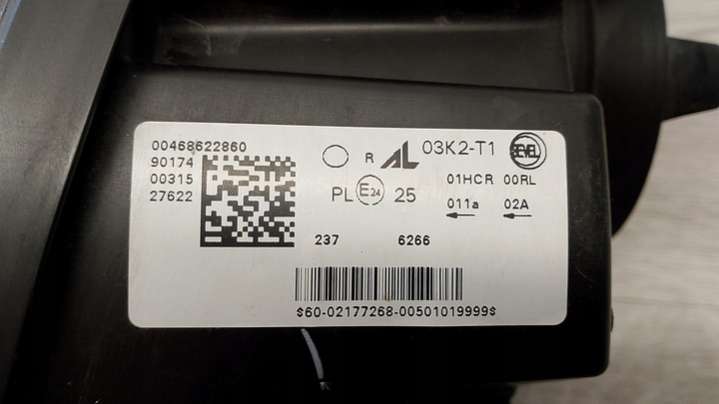 00468622860
90174
00315
27622
R AL 03K2-T1
SEVEL
PL E24 25
01HCR 00RL
011a 02A
237 6266
$60-02177268-00501019999$